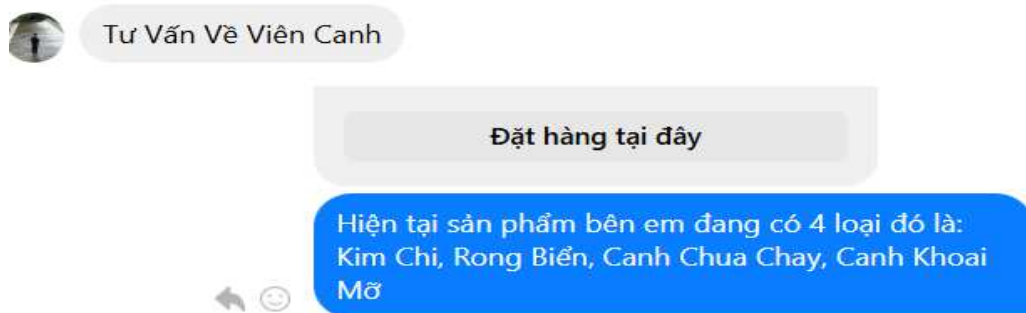 Tư Vấn Về Viên Canh
Đặt hàng tại đây
Hiện tại sản phẩm bên em đang có 4 loại đó là:
Kim Chi, Rong Biển, Canh Chua Chay, Canh Khoai
Mỡ